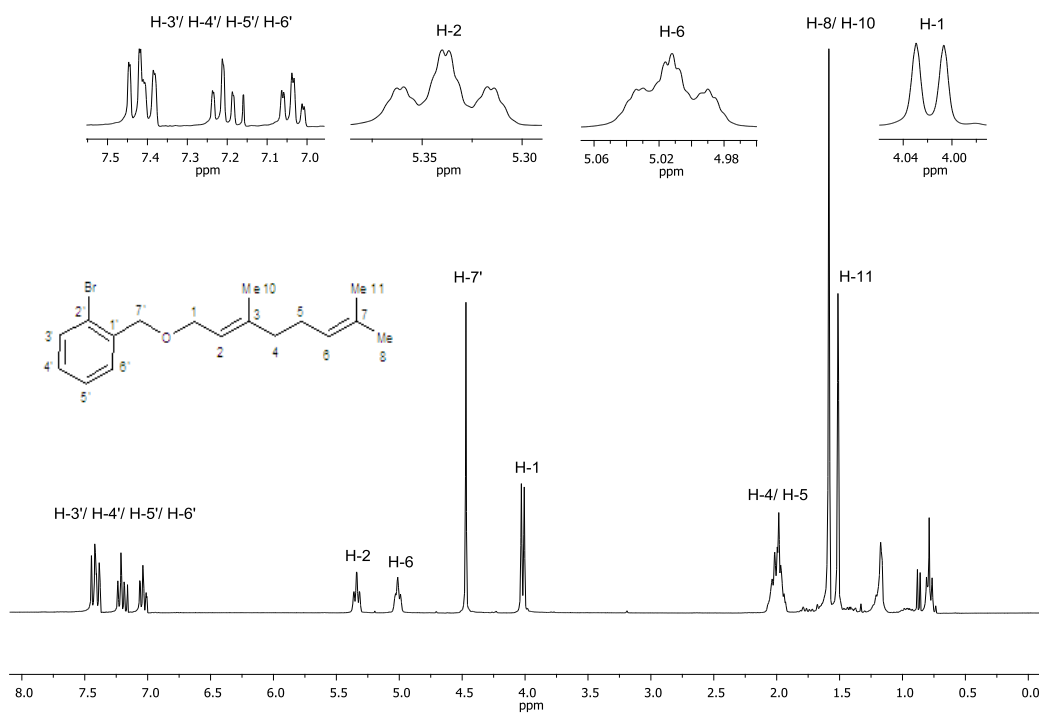 H-3'/ H-4'/ H-5'/ H-6'
H-2
H-6
H-8/ H-10
H-1
7.5 7.4 7.3 7.2 7.1 7.0
ppm
5.35 5.30
ppm
5.06 5.02 4.98
ppm
4.04 4.00
ppm
H-7'
H-11
Br
Me 10
Me 11
2' 7' 1 5
1' 3 7
3' O Me
4' 6' 2 4 6 8
5'
H-1
H-4/ H-5
H-3'/ H-4'/ H-5'/ H-6'
H-2
H-6
8.0 7.5 7.0 6.5 6.0 5.5 5.0 4.5 4.0 3.5 3.0 2.5 2.0 1.5 1.0 0.5 0.0
ppm